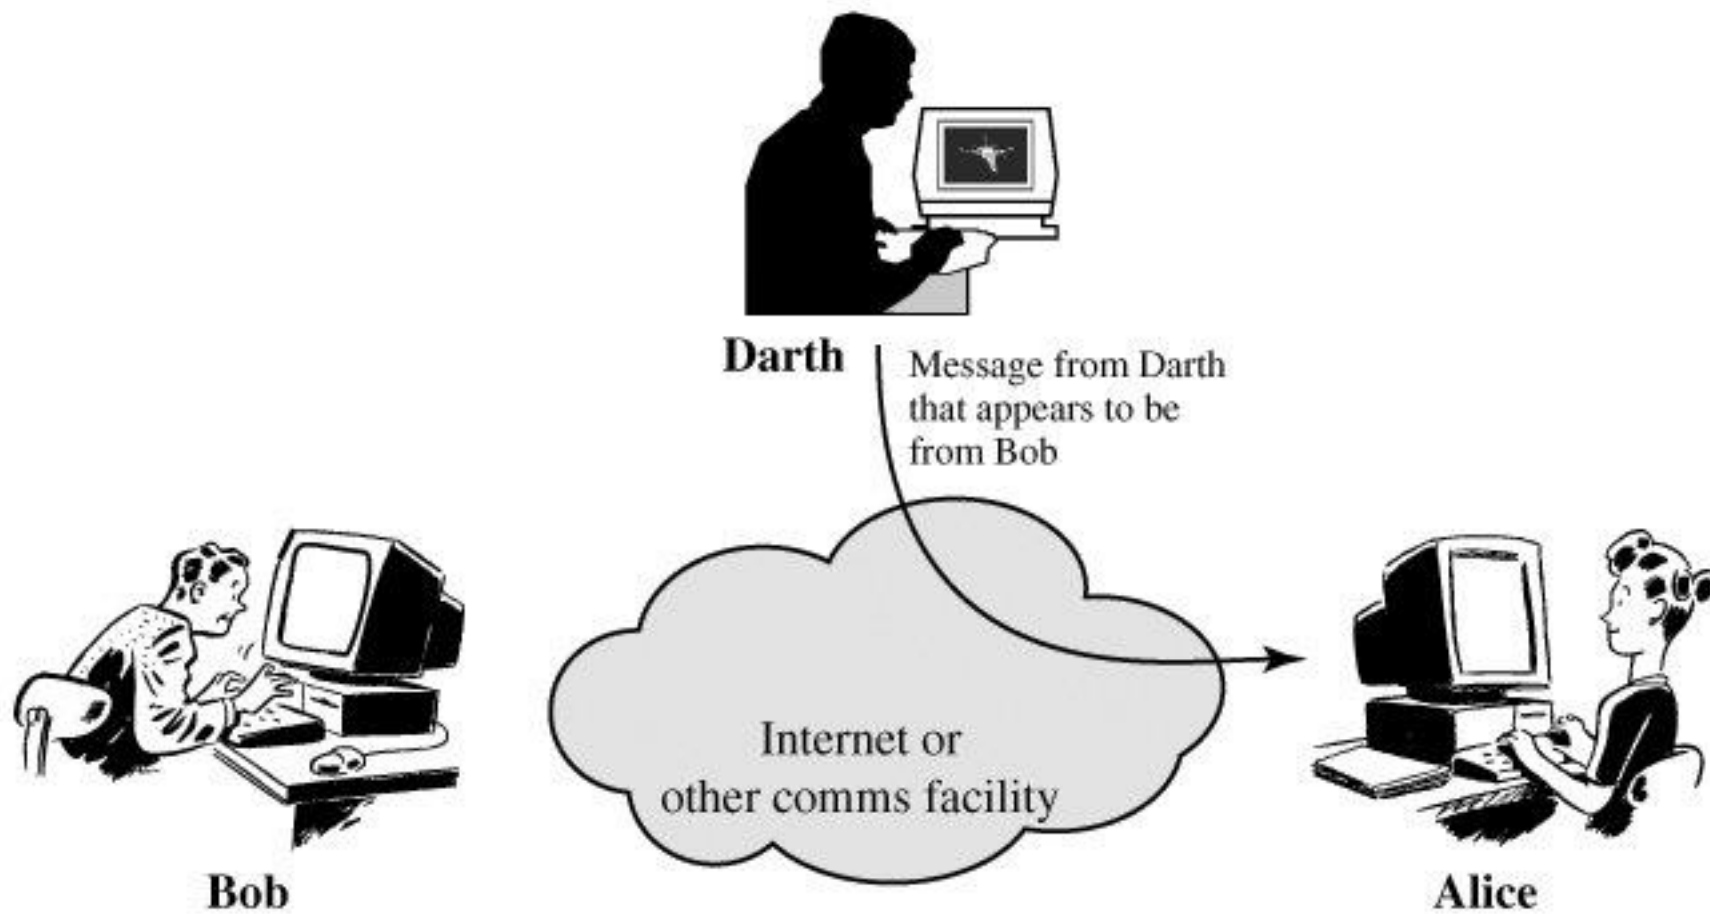 Darth
Message from Darth
that appears to be
from Bob
Internet or
other comms facility
Bob
Alice